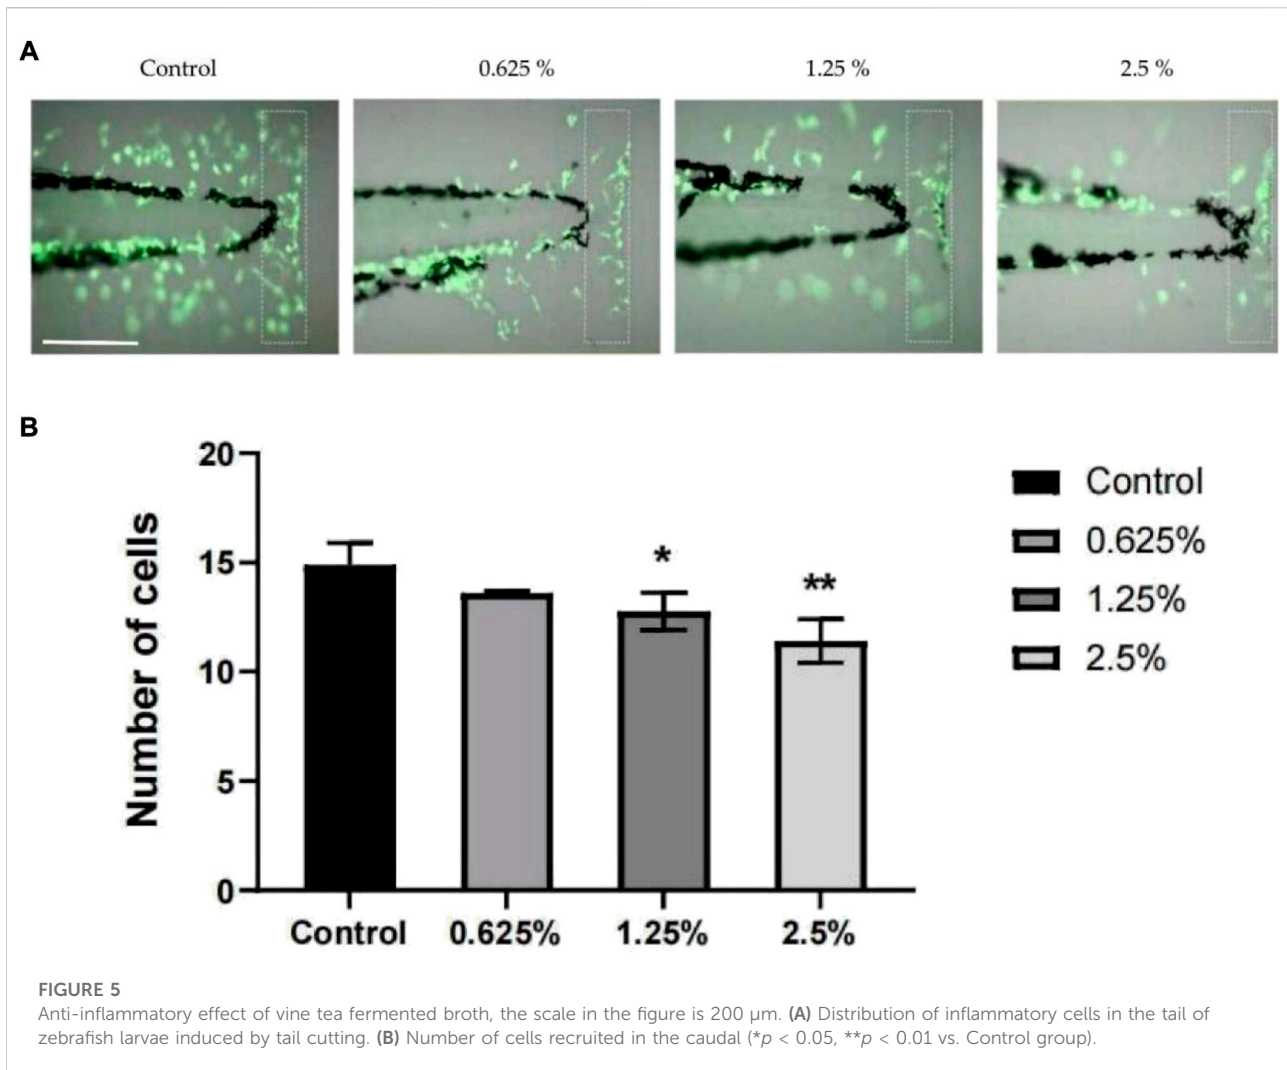 A
Control 0.625 % 1.25 % 2.5 %
B
20
15
10
5
0
Number of cells
*
**
Control 0.625% 1.25% 2.5%
Control
0.625%
1.25%
2.5%
FIGURE 5
Anti-inflammatory effect of vine tea fermented broth, the scale in the figure is 200 μm. (A) Distribution of inflammatory cells in the tail of
zebrafish larvae induced by tail cutting. (B) Number of cells recruited in the caudal (*p < 0.05, **p < 0.01 vs. Control group).